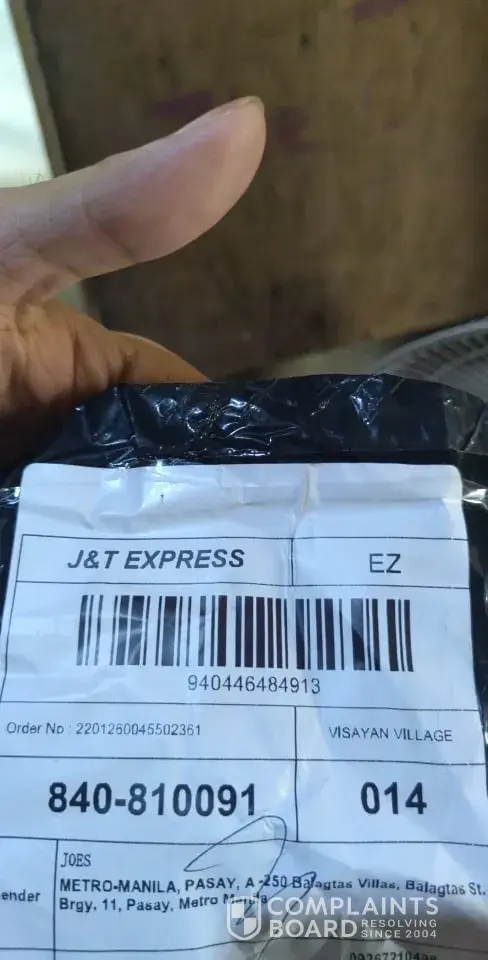 J&T EXPRESS
EZ
940446484913
Order No : 2201260045502361
VISAYAN VILLAGE
840-810091
014
JOES
ender
METRO-MANILA, PASAY, A -250 Balagtas Villas, Balagtas St.
Brgy. 11, Pasay, Metro Manila
COMPLAINTS
BOARD
RESOLVING
SINCE 2004